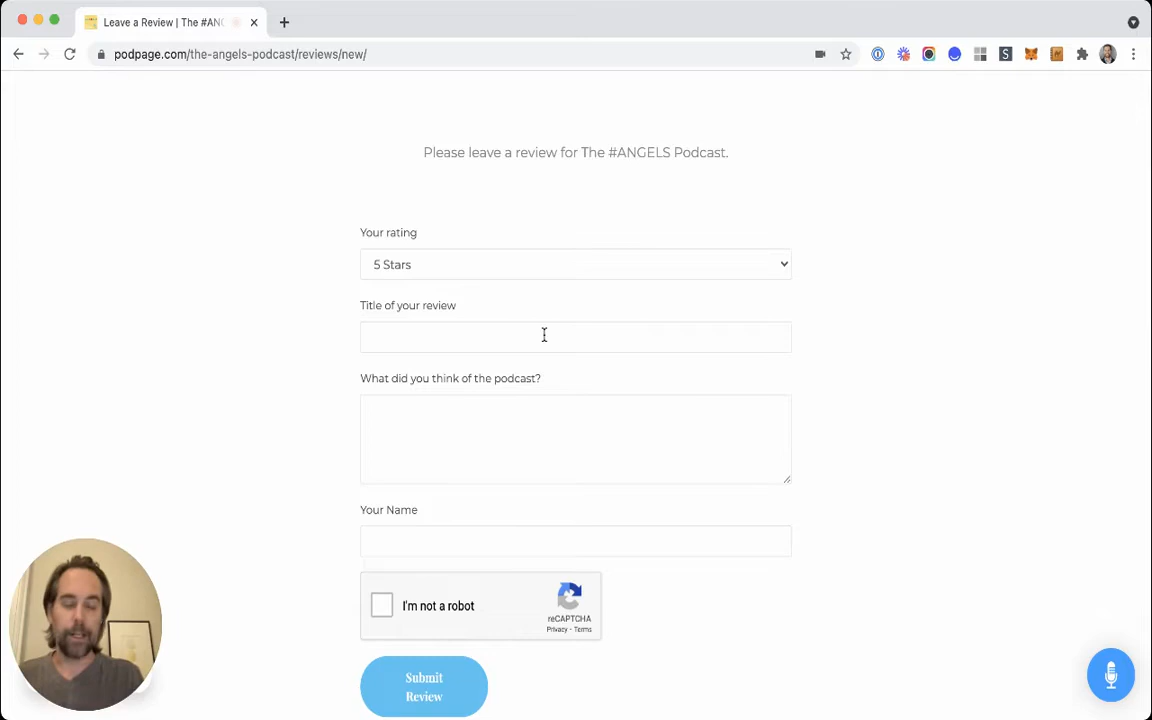 Leave a Review | The #ANG
podpage.com/the-angels-podcast/reviews/new/
Please leave a review for The #ANGELS Podcast.
Your rating
5 Stars
Title of your review
What did you think of the podcast?
Your Name
I'm not a robot
reCAPTCHA
Privacy - Terms
Submit
Review